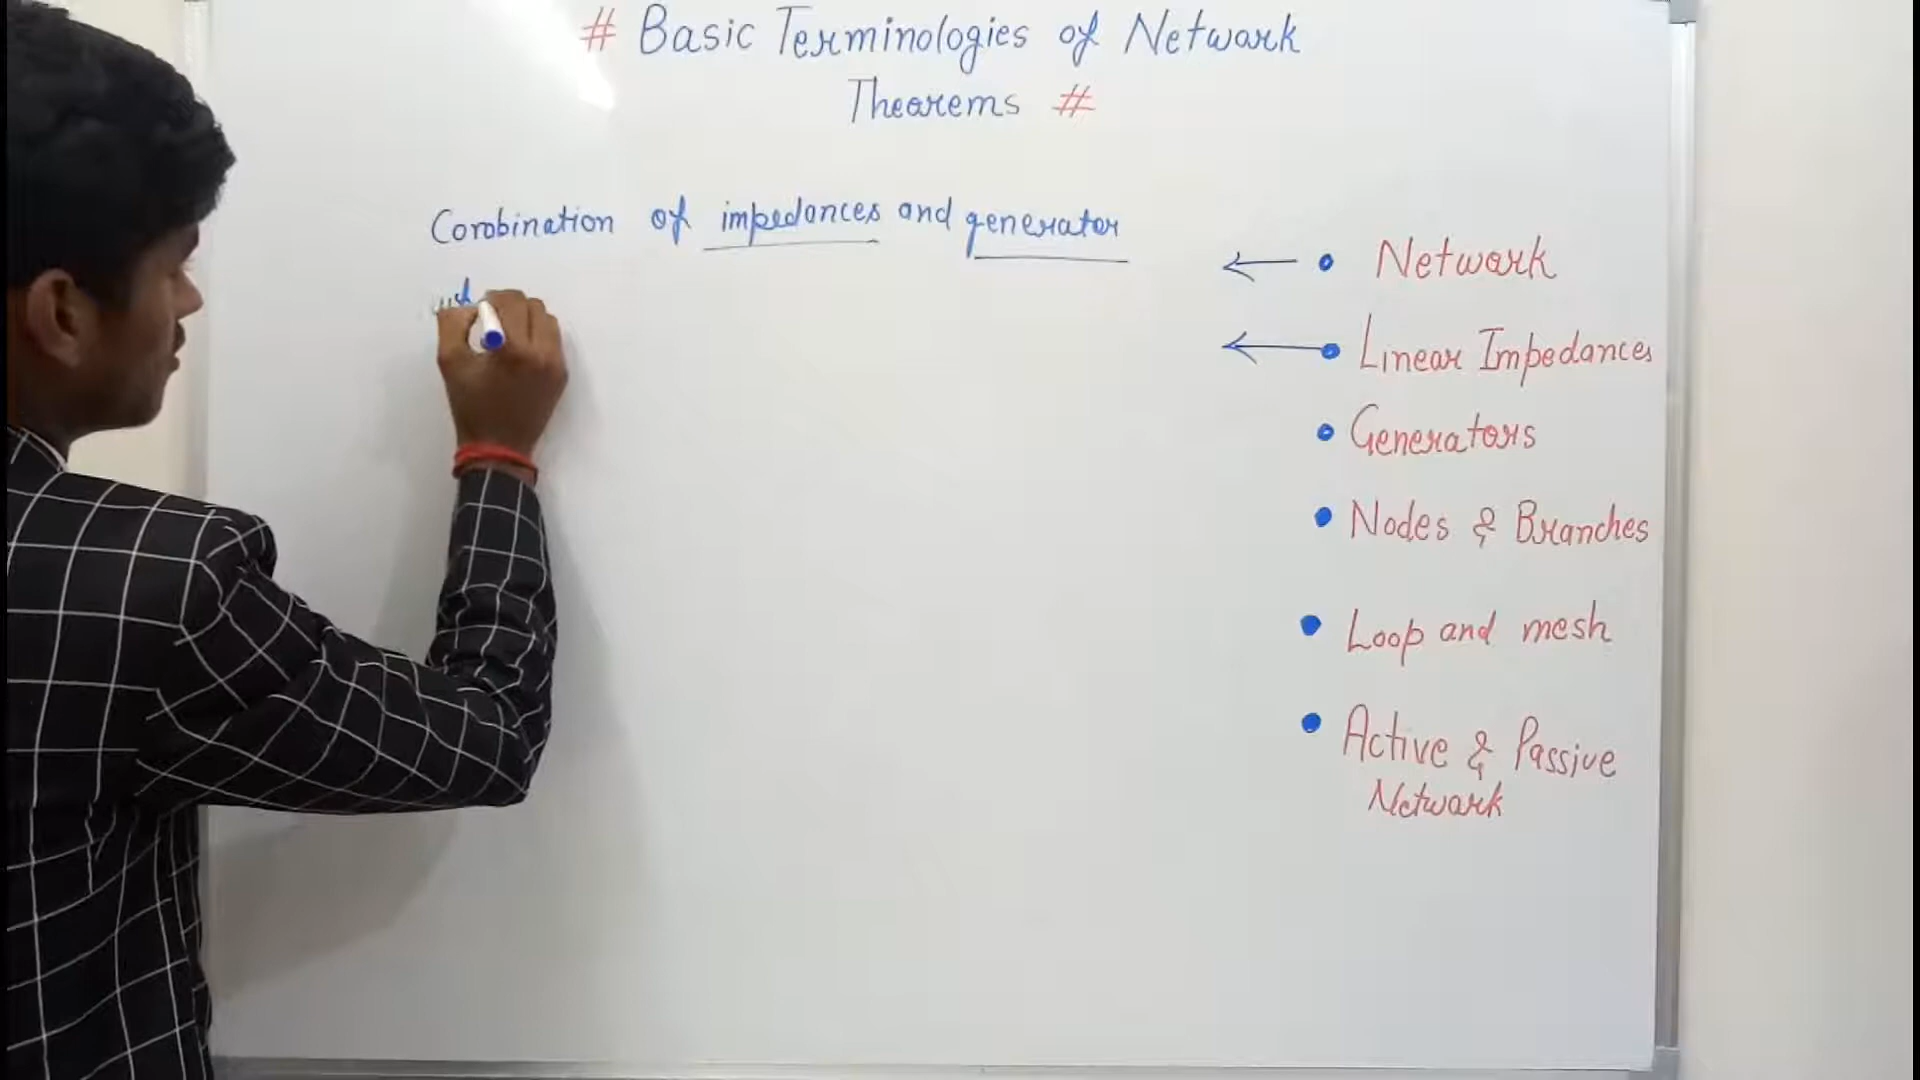 # Basic Terminologies of Network
Theorems #
Corobination of impedances and generator
• Network
• Linear Impedances
• Generators
• Nodes & Branches
• Loop and mesh
• Active & Passive
Network